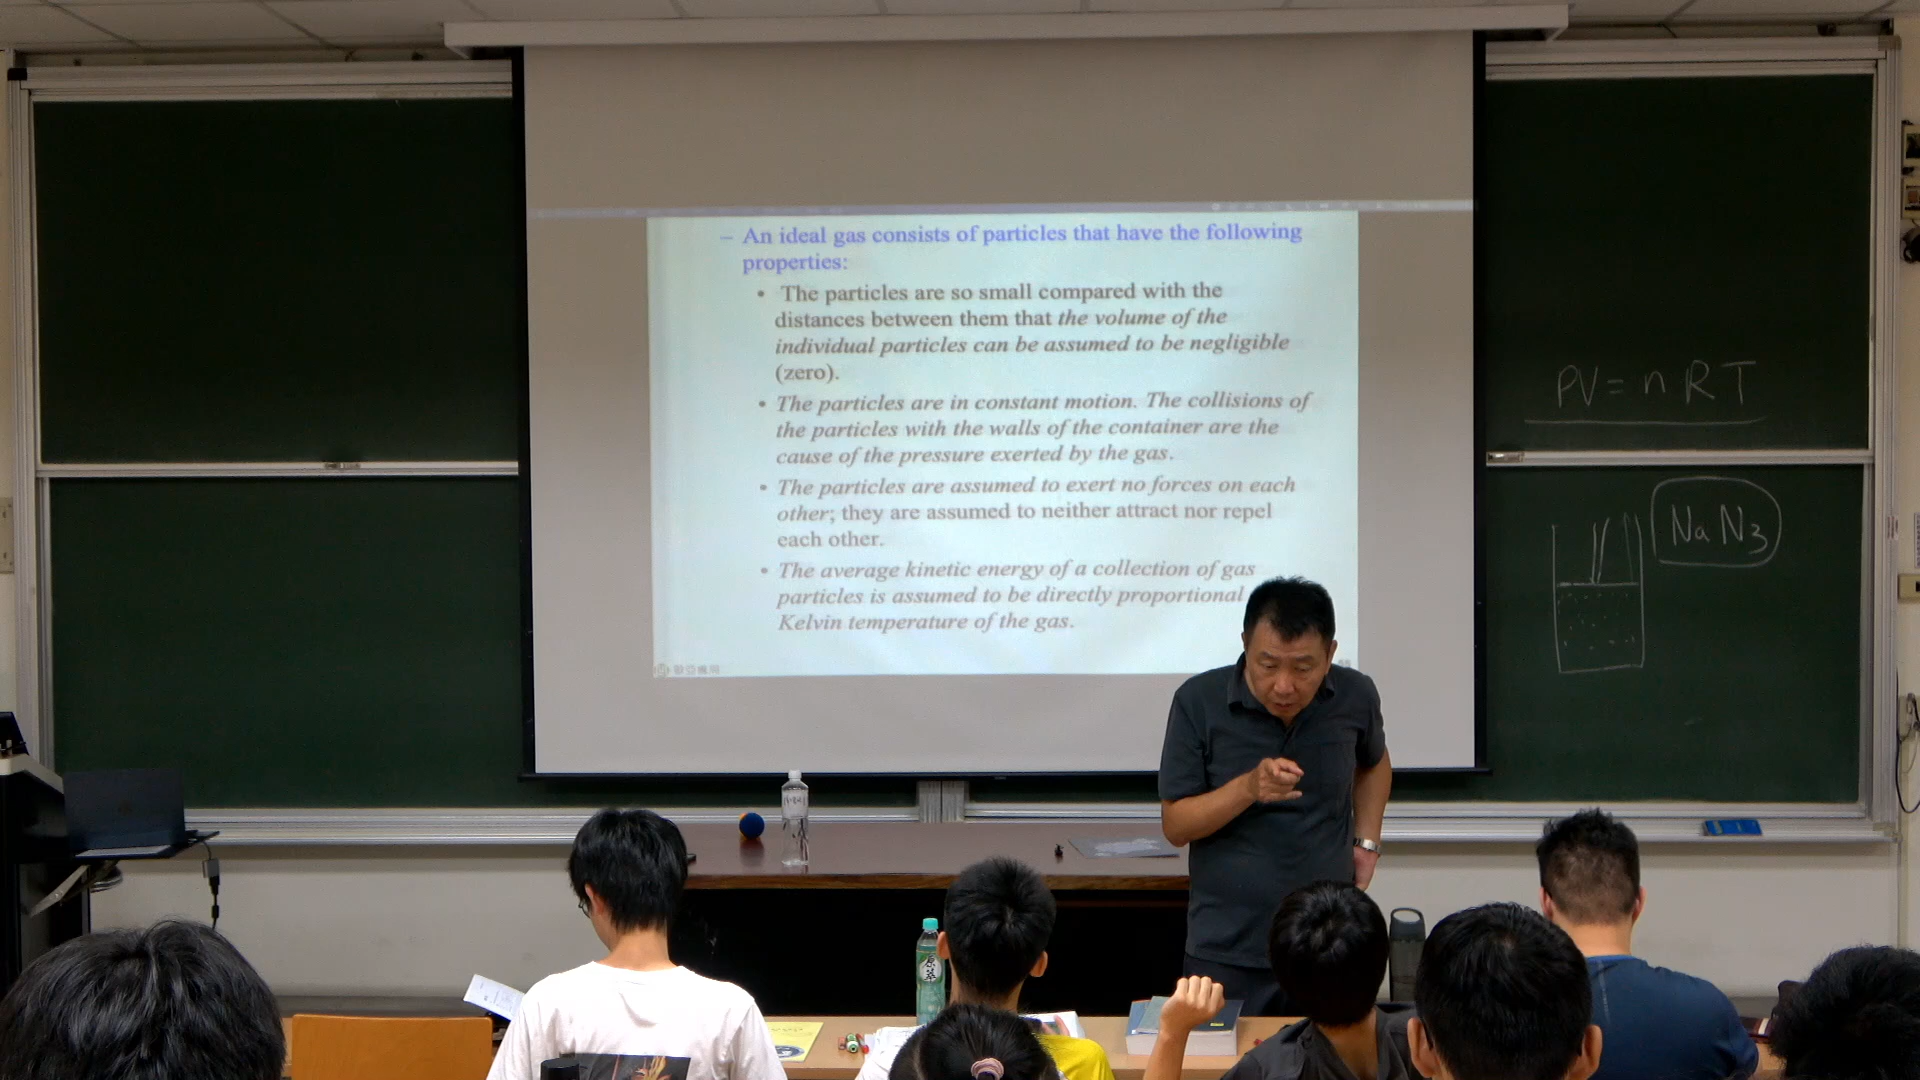 – An ideal gas consists of particles that have the following
properties:
• The particles are so small compared with the
distances between them that the volume of the
individual particles can be assumed to be negligible
(zero).
• The particles are in constant motion. The collisions of
the particles with the walls of the container are the
cause of the pressure exerted by the gas.
• The particles are assumed to exert no forces on each
other; they are assumed to neither attract nor repel
each other.
• The average kinetic energy of a collection of gas
particles is assumed to be directly proportional
Kelvin temperature of the gas.
PV = nRT
NaN3
原萃